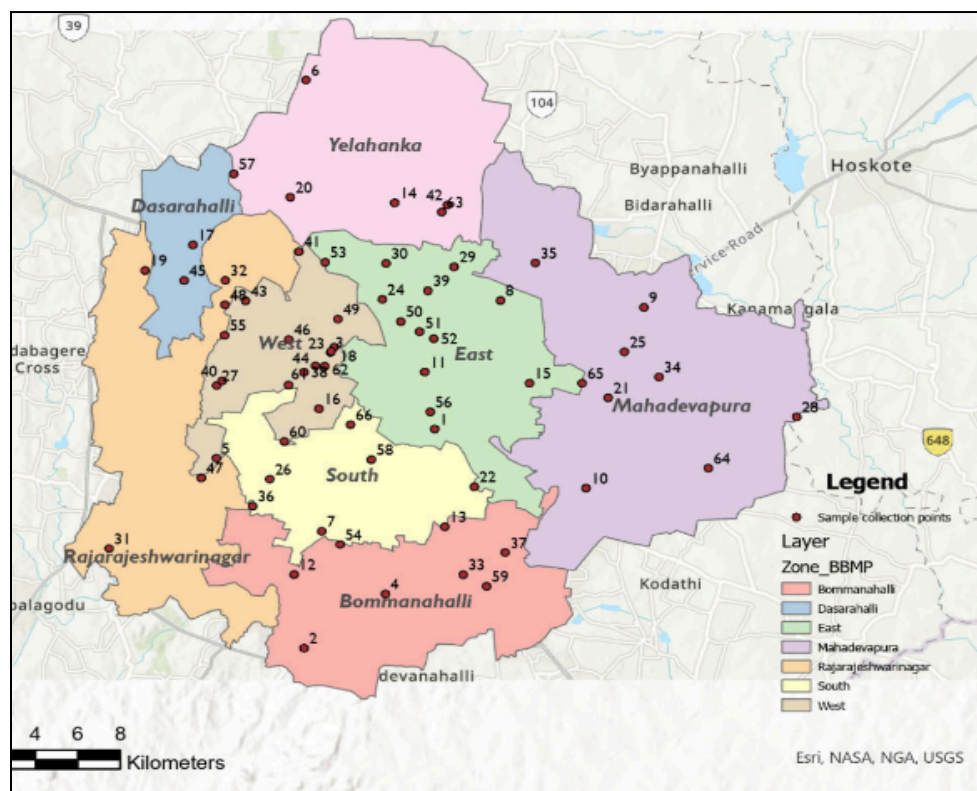 39
6
104
Yelahanka
Byappanahalli
Hoskote
57
Dasarahalli
20
14
42
63
Bidarahalli
17
41
53
30
29
35
ervice-Road
19
45
32
39
48
43
24
8
9
Kanamangala
49
50
51
55
46
52
dabagere
Cross
West
23
3
East
25
44
18
11
40
27
61
38
62
15
65
34
21
Mahadevapura
16
56
66
1
28
60
648
5
58
47
26
South
22
10
64
Legend
36
7
13
Sample collection points
31
54
Layer
Rajarajeshwarinagar
37
Zone_BBMP
12
33
59
Kodathi
Bommanahalli
palagodu
4
Bommanahalli
Dasarahalli
East
2
Mahadevapura
Rajarajeshwarinagar
devanahalli
South
West
4 6 8
Kilometers
Esri, NASA, NGA, USGS